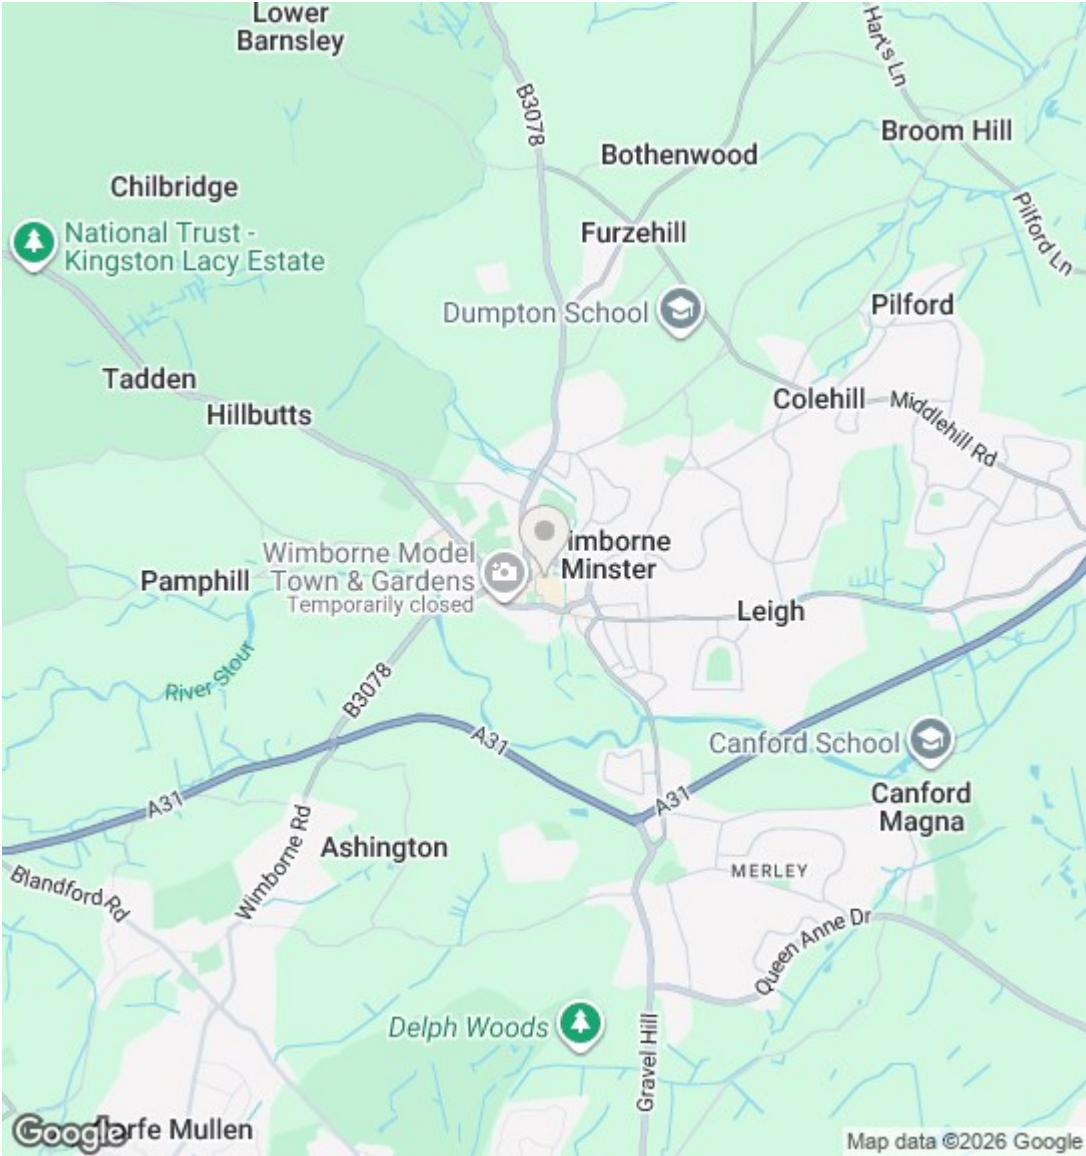 Lower
Barnsley
Hart's Ln
B3078
Broom Hill
Bothenwood
Chilbridge
Pilford Ln
National Trust -
Kingston Lacy Estate
Furzehill
Dumpton School
Pilford
Tadden
Hillbutts
Colehill
Middlehill Rd
Wimborne Model
Town & Gardens
Temporarily closed
imborne
Minster
Pamphill
Leigh
River Stour
B3078
A31
Canford School
A31
A31
Canford
Magna
Ashington
Wimborne Rd
MERLEY
Blandford Rd
Queen Anne Dr
Delph Woods
Gravel Hill
Google
orfe Mullen
Map data ©2026 Google